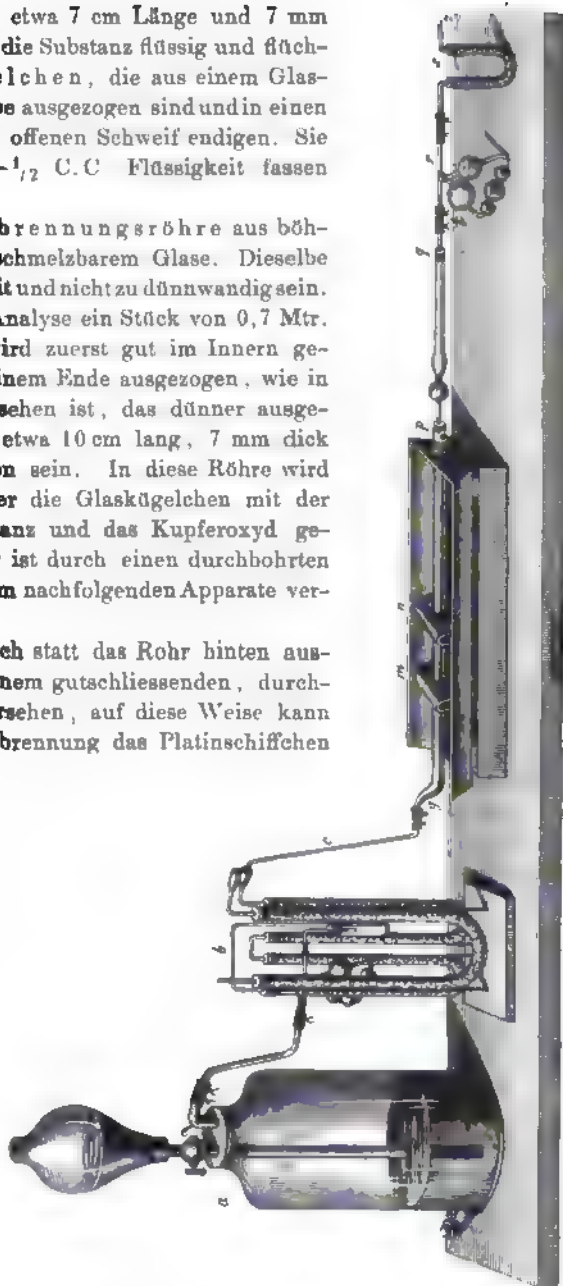 etwa 7 cm Länge und 7 mm
die Substanz flüssig und flüch-
elchen, die aus einem Glas-
ausgezogen sind und in einen
offenen Schweif endigen. Sie
-1/2 C.C Flüssigkeit fassen
brennungsröhre aus böh-
schmelzbarem Glase. Dieselbe
it und nicht zu dünnwandig sein.
Analyse ein Stück von 0,7 Mtr.
ird zuerst gut im Innern ge-
inem Ende ausgezogen, wie in
sehen ist, das dünner ausge-
etwa 10 cm lang, 7 mm dick
n sein. In diese Röhre wird
er die Glaskügelchen mit der
anz und das Kupferoxyd ge-
ist durch einen durchbohrten
m nachfolgenden Apparate ver-
ch statt das Rohr hinten aus-
nem gutschliessenden, durch-
rsehen, auf diese Weise kann
brennung das Platinschiffchen
a
b
c
g
m
n
p
q
r